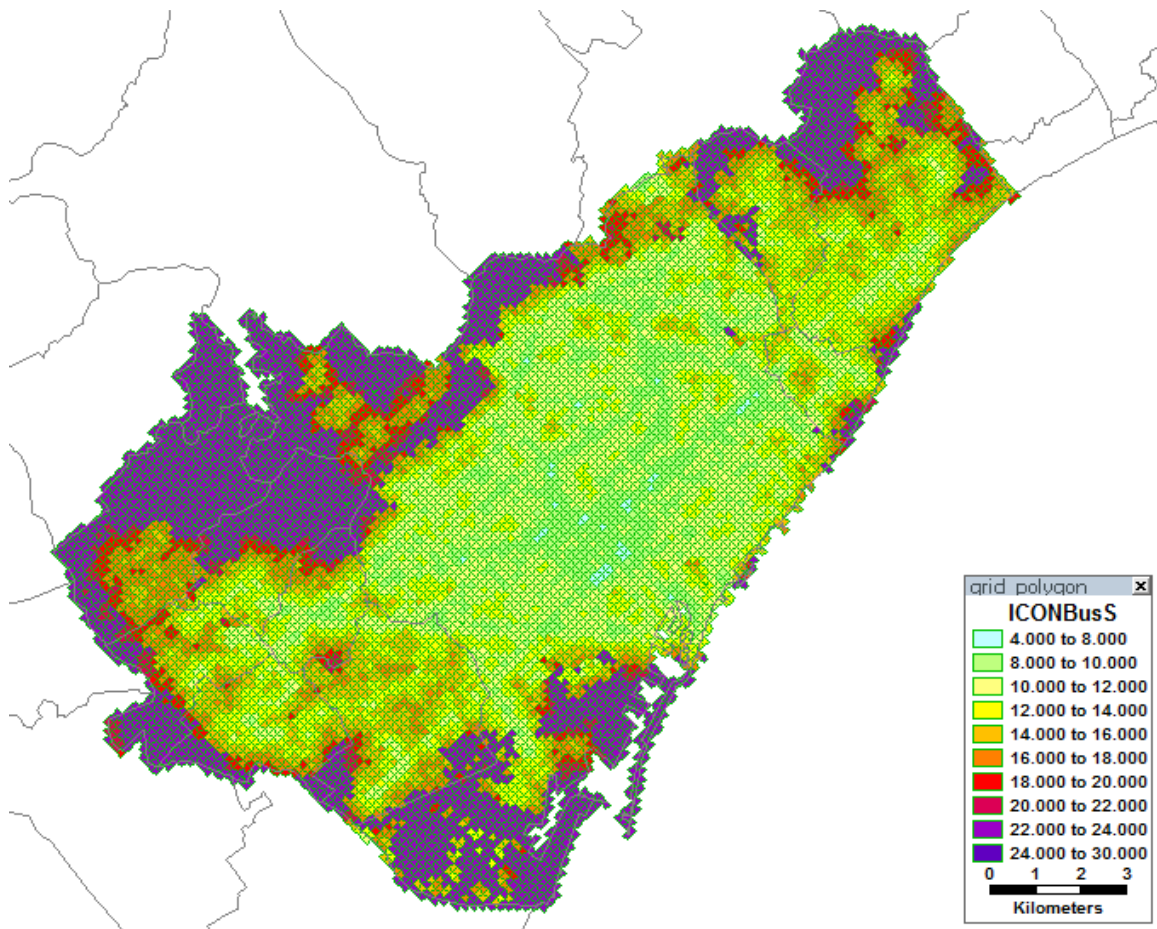 grid_polygon
ICONBusS
4.000 to 8.000
8.000 to 10.000
10.000 to 12.000
12.000 to 14.000
14.000 to 16.000
16.000 to 18.000
18.000 to 20.000
20.000 to 22.000
22.000 to 24.000
24.000 to 30.000
0 1 2 3
Kilometers